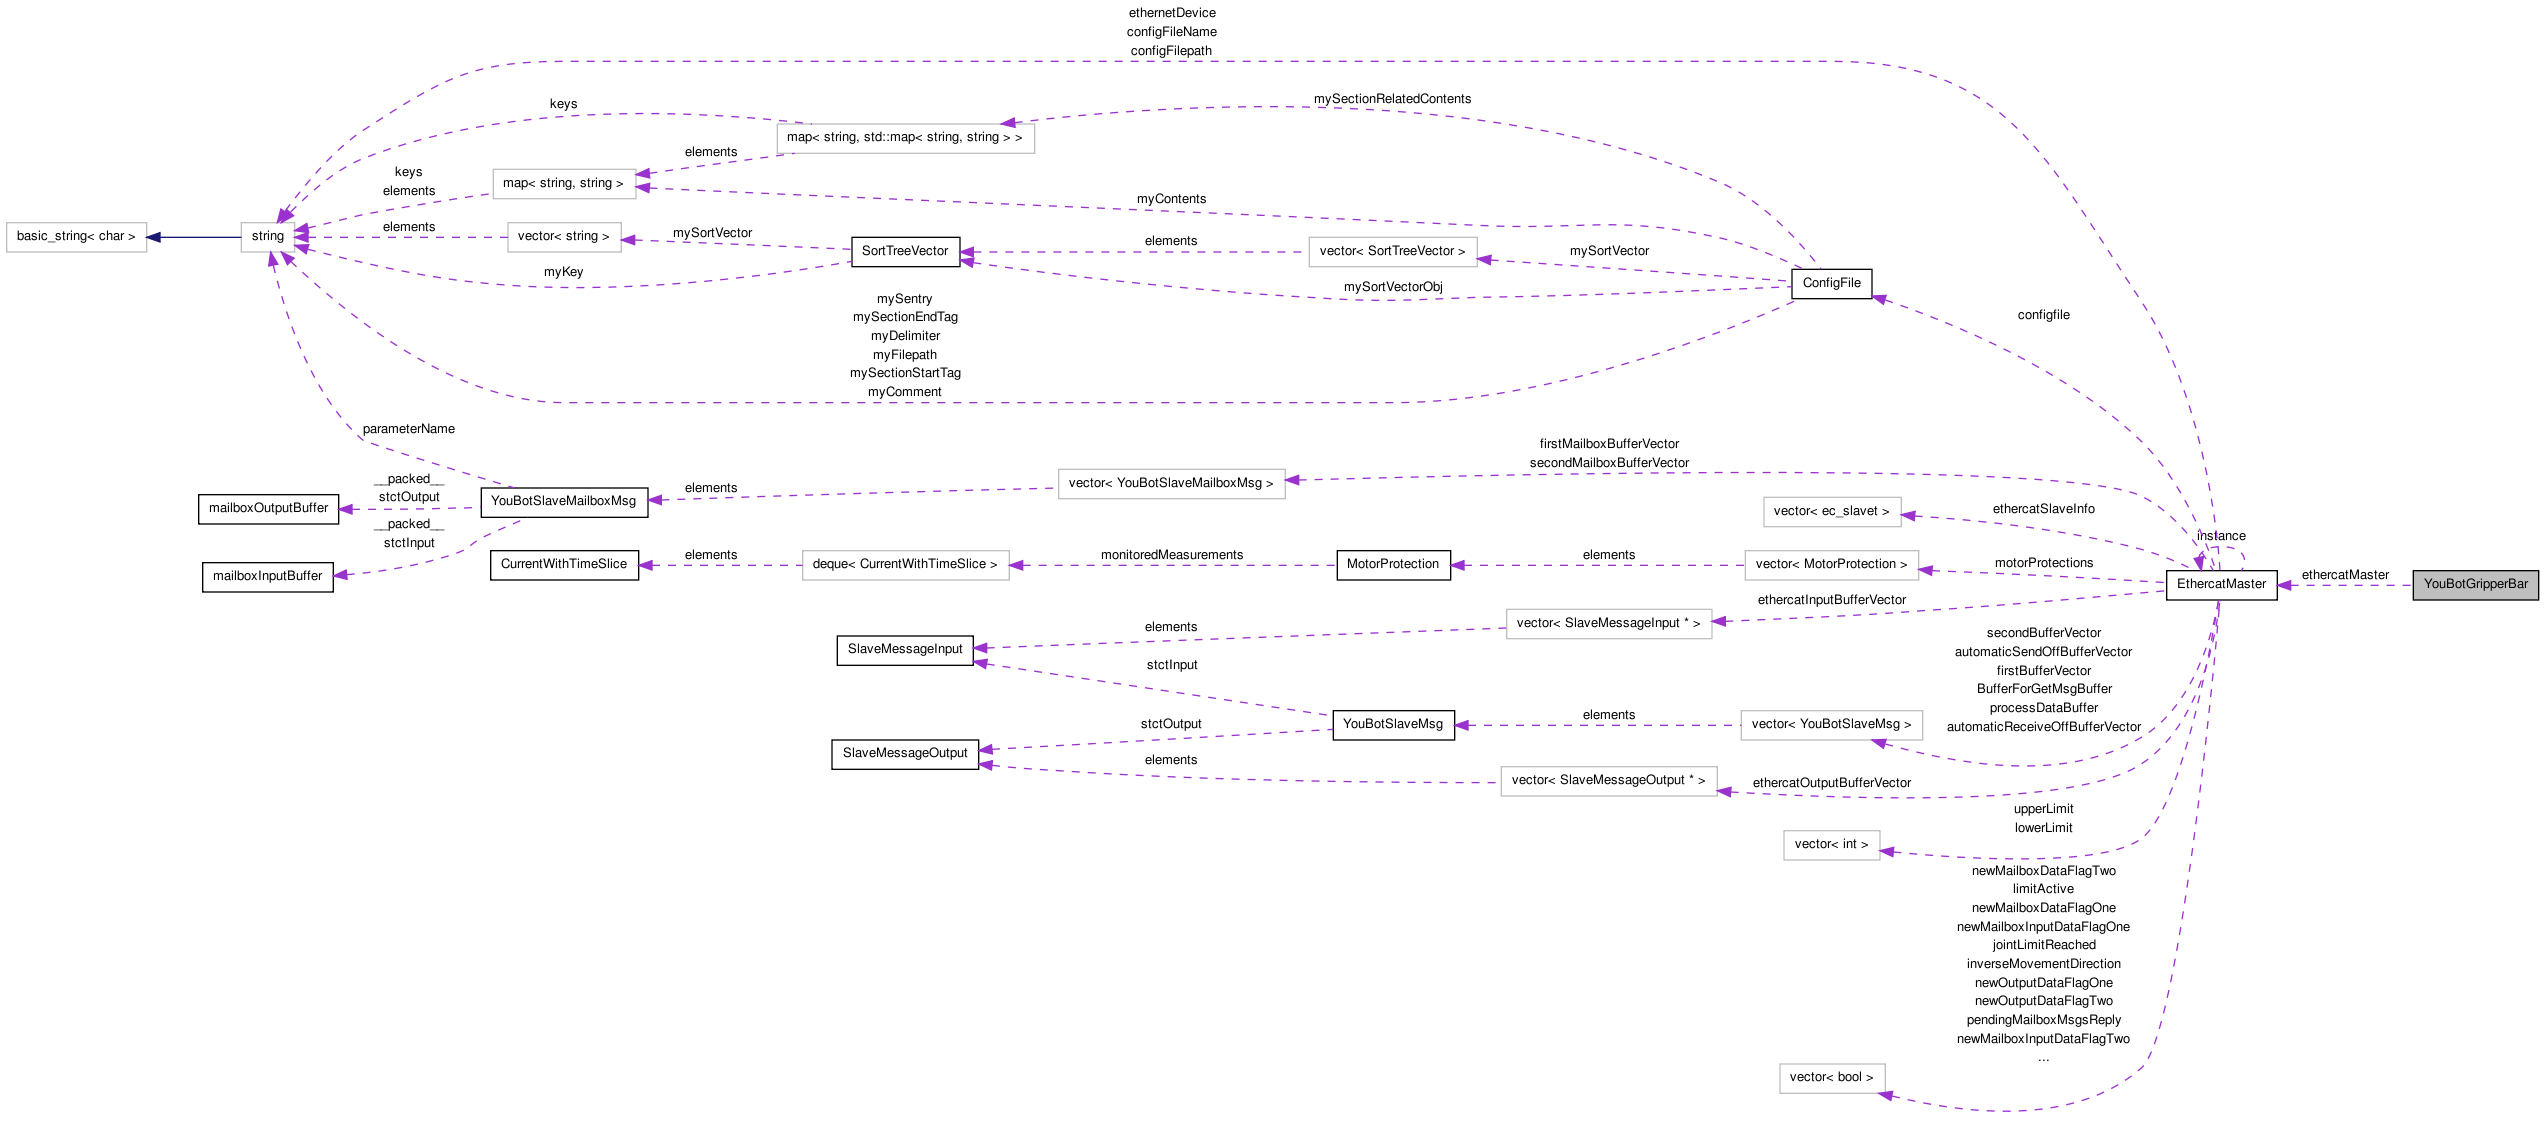 ethernetDevice
configFileName
configFilepath
keys
mySectionRelatedContents
map< string, std::map< string, string > >
elements
keys
elements
map< string, string >
myContents
basic_string< char >
string
elements
vector< string >
mySortVector
SortTreeVector
elements
vector< SortTreeVector >
mySortVector
myKey
mySortVectorObj
ConfigFile
mySentry
mySectionEndTag
myDelimiter
myFilepath
mySectionStartTag
myComment
configfile
parameterName
firstMailboxBufferVector
secondMailboxBufferVector
__packed__
stctOutput
mailboxOutputBuffer
YouBotSlaveMailboxMsg
elements
vector< YouBotSlaveMailboxMsg >
__packed__
stctInput
mailboxInputBuffer
vector< ec_slavet >
ethercatSlaveInfo
instance
CurrentWithTimeSlice
elements
deque< CurrentWithTimeSlice >
monitoredMeasurements
MotorProtection
elements
vector< MotorProtection >
motorProtections
EthercatMaster
ethercatMaster
YouBotGripperBar
ethercatInputBufferVector
vector< SlaveMessageInput * >
elements
SlaveMessageInput
stctInput
secondBufferVector
automaticSendOffBufferVector
firstBufferVector
BufferForGetMsgBuffer
processDataBuffer
automaticReceiveOffBufferVector
YouBotSlaveMsg
elements
vector< YouBotSlaveMsg >
stctOutput
SlaveMessageOutput
elements
vector< SlaveMessageOutput * >
ethercatOutputBufferVector
upperLimit
lowerLimit
vector< int >
newMailboxDataFlagTwo
limitActive
newMailboxDataFlagOne
newMailboxInputDataFlagOne
jointLimitReached
inverseMovementDirection
newOutputDataFlagOne
newOutputDataFlagTwo
pendingMailboxMsgsReply
newMailboxInputDataFlagTwo
...
vector< bool >